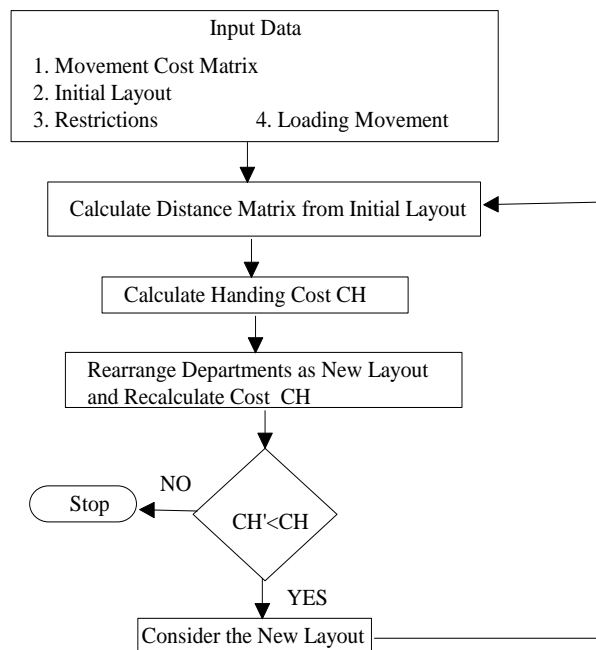 Input Data
1. Movement Cost Matrix
2. Initial Layout
3. Restrictions 4. Loading Movement
Calculate Distance Matrix from Initial Layout
Calculate Handing Cost CH
Rearrange Departments as New Layout
and Recalculate Cost CH
NO
Stop
CH'<CH
YES
Consider the New Layout